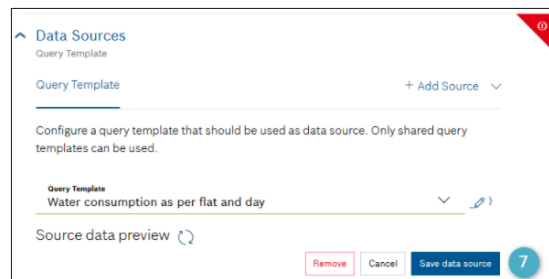 Data Sources
Query Template
Query Template
+ Add Source
Configure a query template that should be used as data source. Only shared query
templates can be used.
Query Template
Water consumption as per flat and day
Source data preview
Remove Cancel Save data source 7